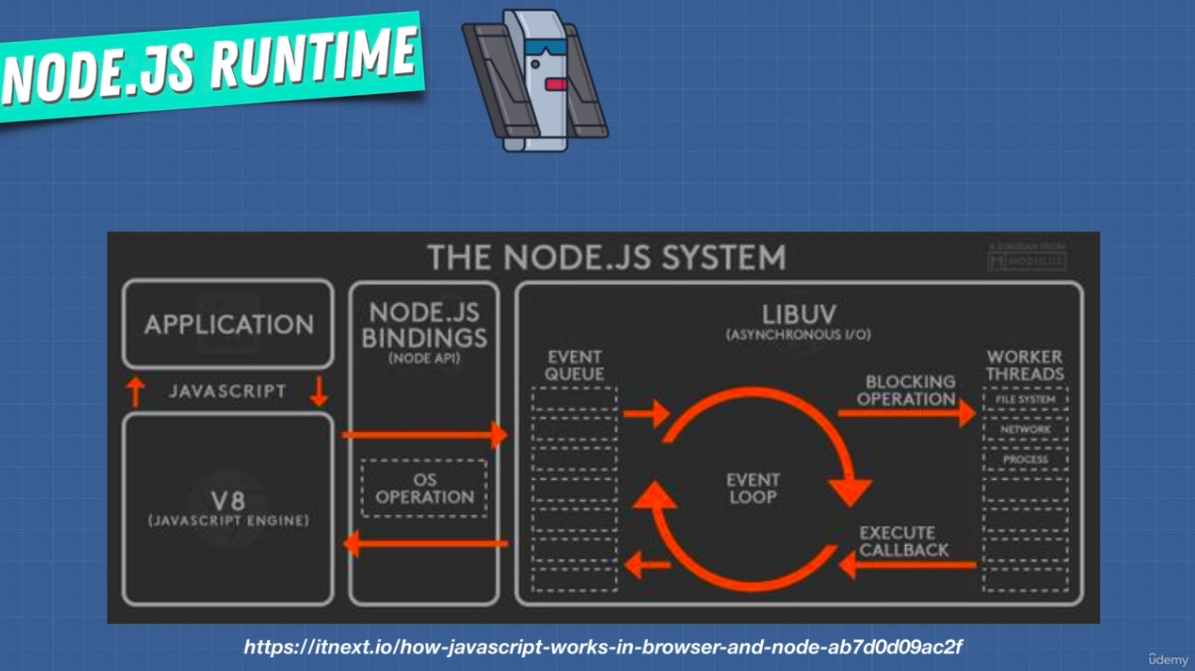 NODE.JS RUNTIME
THE NODE.JS SYSTEM
A DIAGRAM FROM
MODULUS
APPLICATION
JAVASCRIPT
V8
(JAVASCRIPT ENGINE)
NODE.JS
BINDINGS
(NODE API)
OS
OPERATION
LIBUV
(ASYNCHRONOUS I/O)
EVENT
QUEUE
EVENT
LOOP
BLOCKING
OPERATION
EXECUTE
CALLBACK
WORKER
THREADS
FILE SYSTEM
NETWORK
PROCESS
https://itnext.io/how-javascript-works-in-browser-and-node-ab7d0d09ac2f
ûdemy